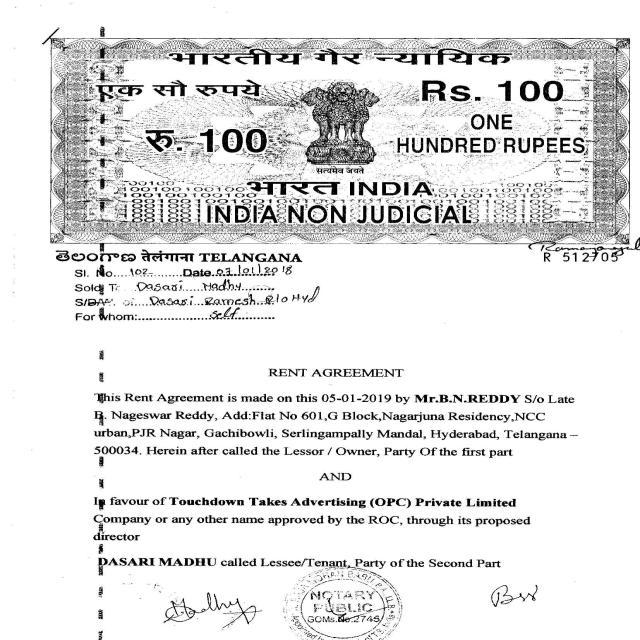 भारतीय गैर न्यायिक
एक सौ रुपये
Rs. 100
रु. 100
ONE
HUNDRED RUPEES
सत्यमेव जयते
भारत INDIA
INDIA NON JUDICIAL
తెలంగాణ तेलंगाना TELANGANA
R 512705
Sl. No....102.......Date.03/01/2018
Sold T: Dasari Madhy
Dasari Ramesh R/o Hyd
For whom:..............self...........
RENT AGREEMENT
This Rent Agreement is made on this 05-01-2019 by Mr.B.N.REDDY S/o Late
B. Nageswar Reddy, Add:Flat No 601,G Block,Nagarjuna Residency,NCC
urban,PJR Nagar, Gachibowli, Serlingampally Mandal, Hyderabad, Telangana –
500034. Herein after called the Lessor / Owner, Party Of the first part
AND
In favour of Touchdown Takes Advertising (OPC) Private Limited
Company or any other name approved by the ROC, through its proposed
director
DASARI MADHU called Lessee/Tenant, Party of the Second Part
NOTARY
PUBLIC
GOMs.No.2745